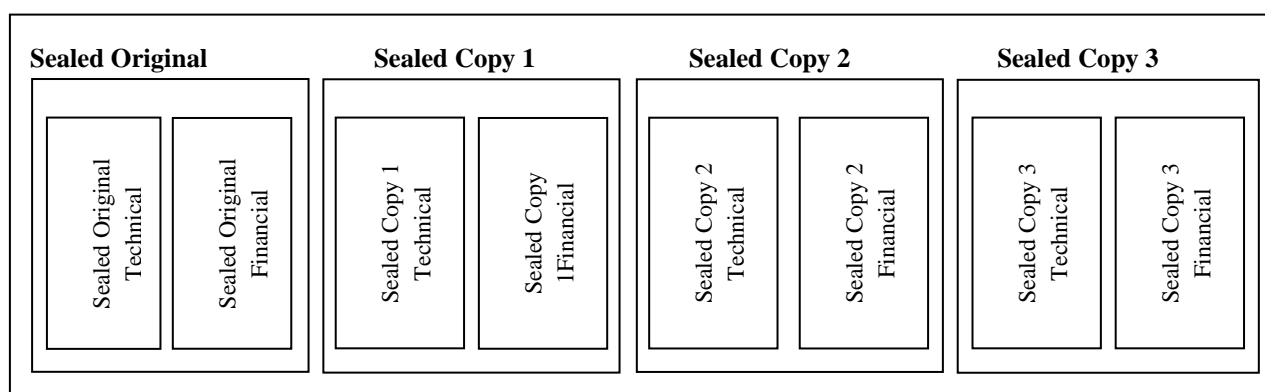 Sealed Original
Sealed Copy 1
Sealed Copy 2
Sealed Copy 3
Sealed Original
Technical
Sealed Original
Financial
Sealed Copy 1
Technical
Sealed Copy
1Financial
Sealed Copy 2
Technical
Sealed Copy 2
Financial
Sealed Copy 3
Technical
Sealed Copy 3
Financial